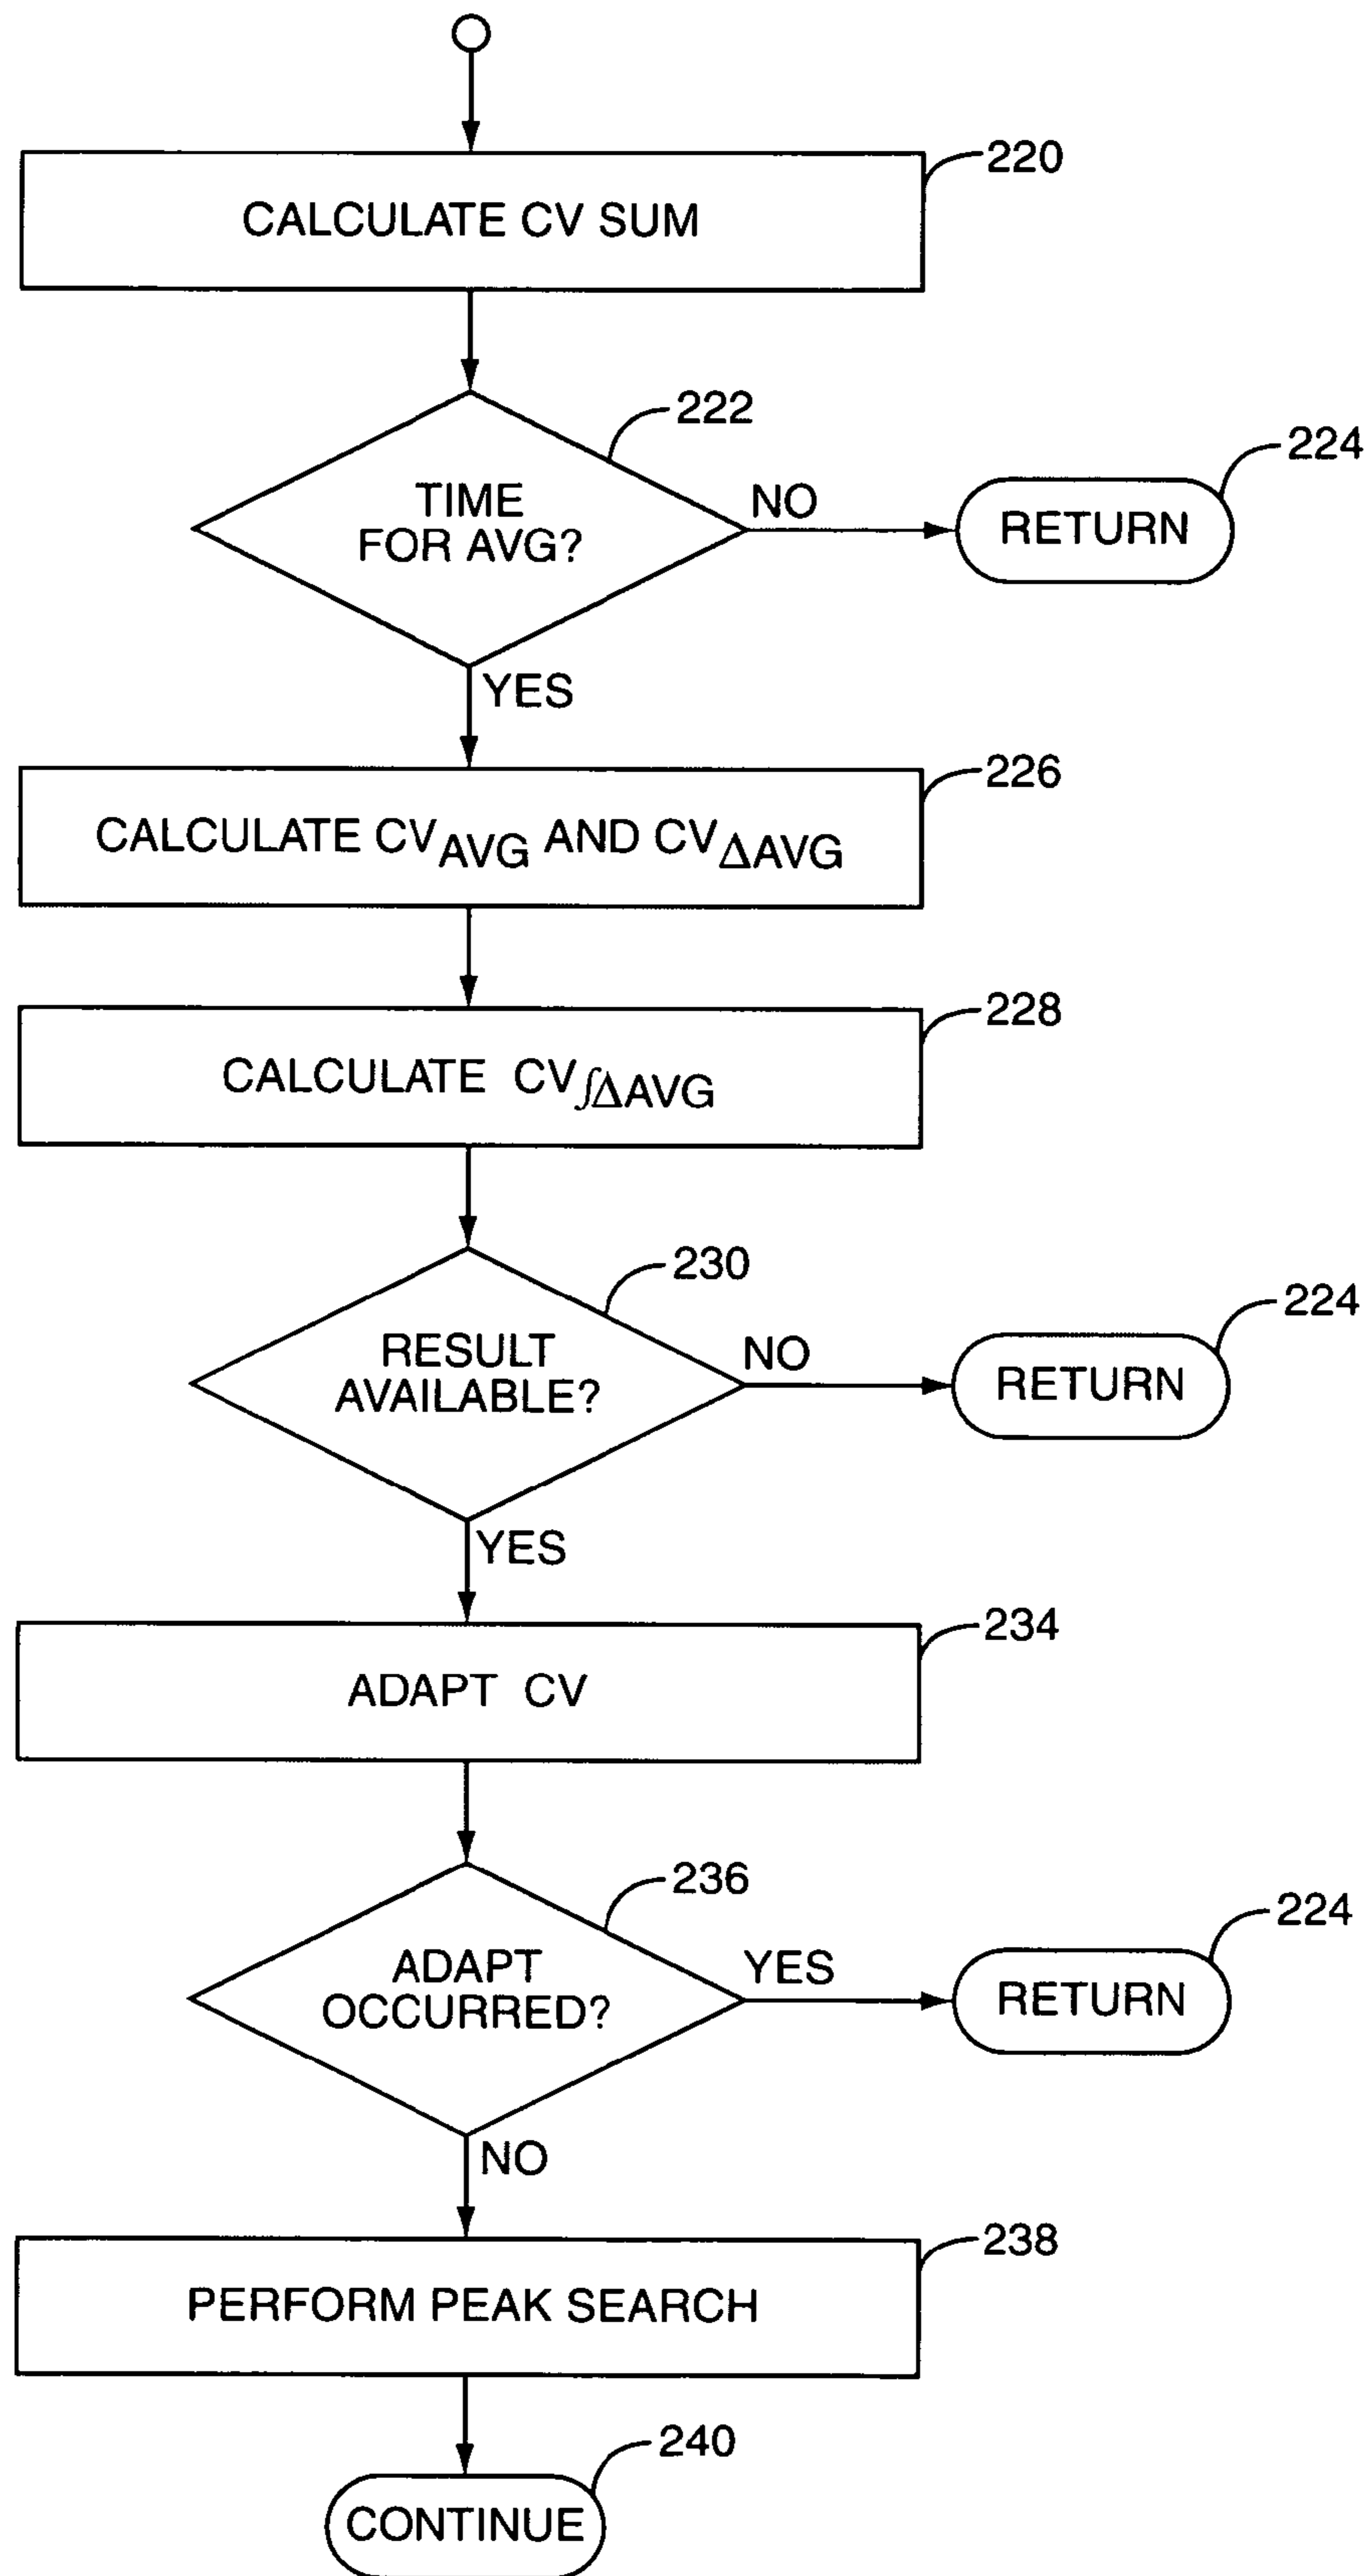 220
CALCULATE CV SUM
222
TIME
FOR AVG?
NO
224
RETURN
YES
226
CALCULATE CVAVG AND CVΔAVG
228
CALCULATE CV∫ΔAVG
230
RESULT
AVAILABLE?
NO
224
RETURN
YES
234
ADAPT CV
236
ADAPT
OCCURRED?
YES
224
RETURN
NO
238
PERFORM PEAK SEARCH
240
CONTINUE